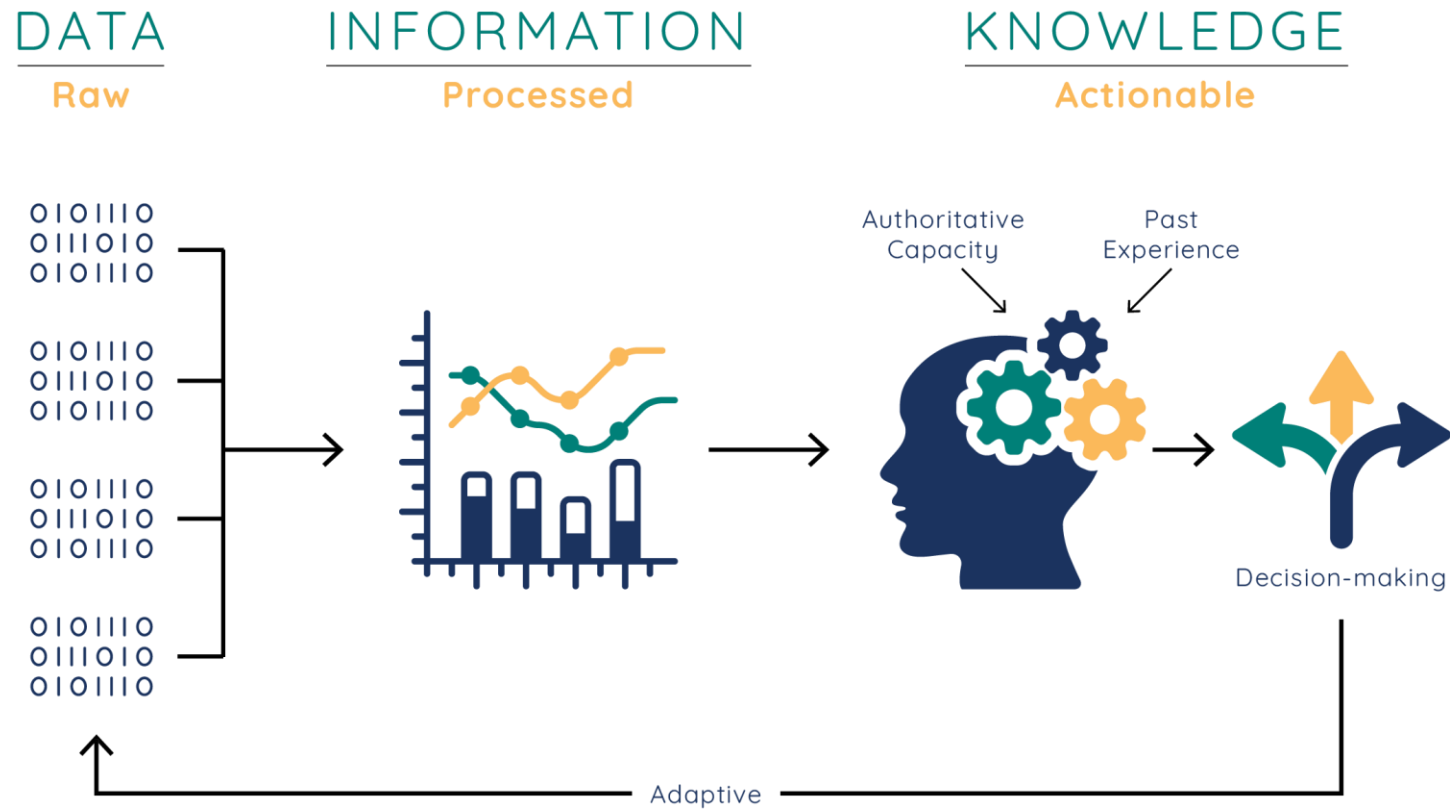 DATA
Raw
INFORMATION
Processed
KNOWLEDGE
Actionable
0101110
0111010
0101110
0101110
0111010
0101110
0101110
0111010
0101110
0101110
0111010
0101110
Authoritative
Capacity
Past
Experience
Decision-making
Adaptive